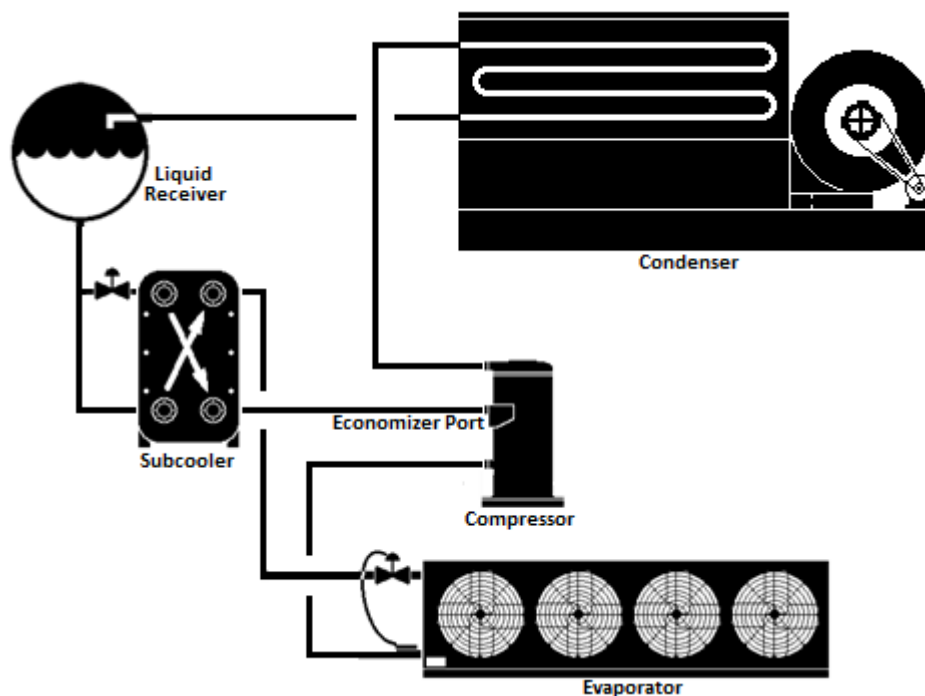 Liquid
Receiver
Condenser
Economizer Port
Subcooler
Compressor
Evaporator